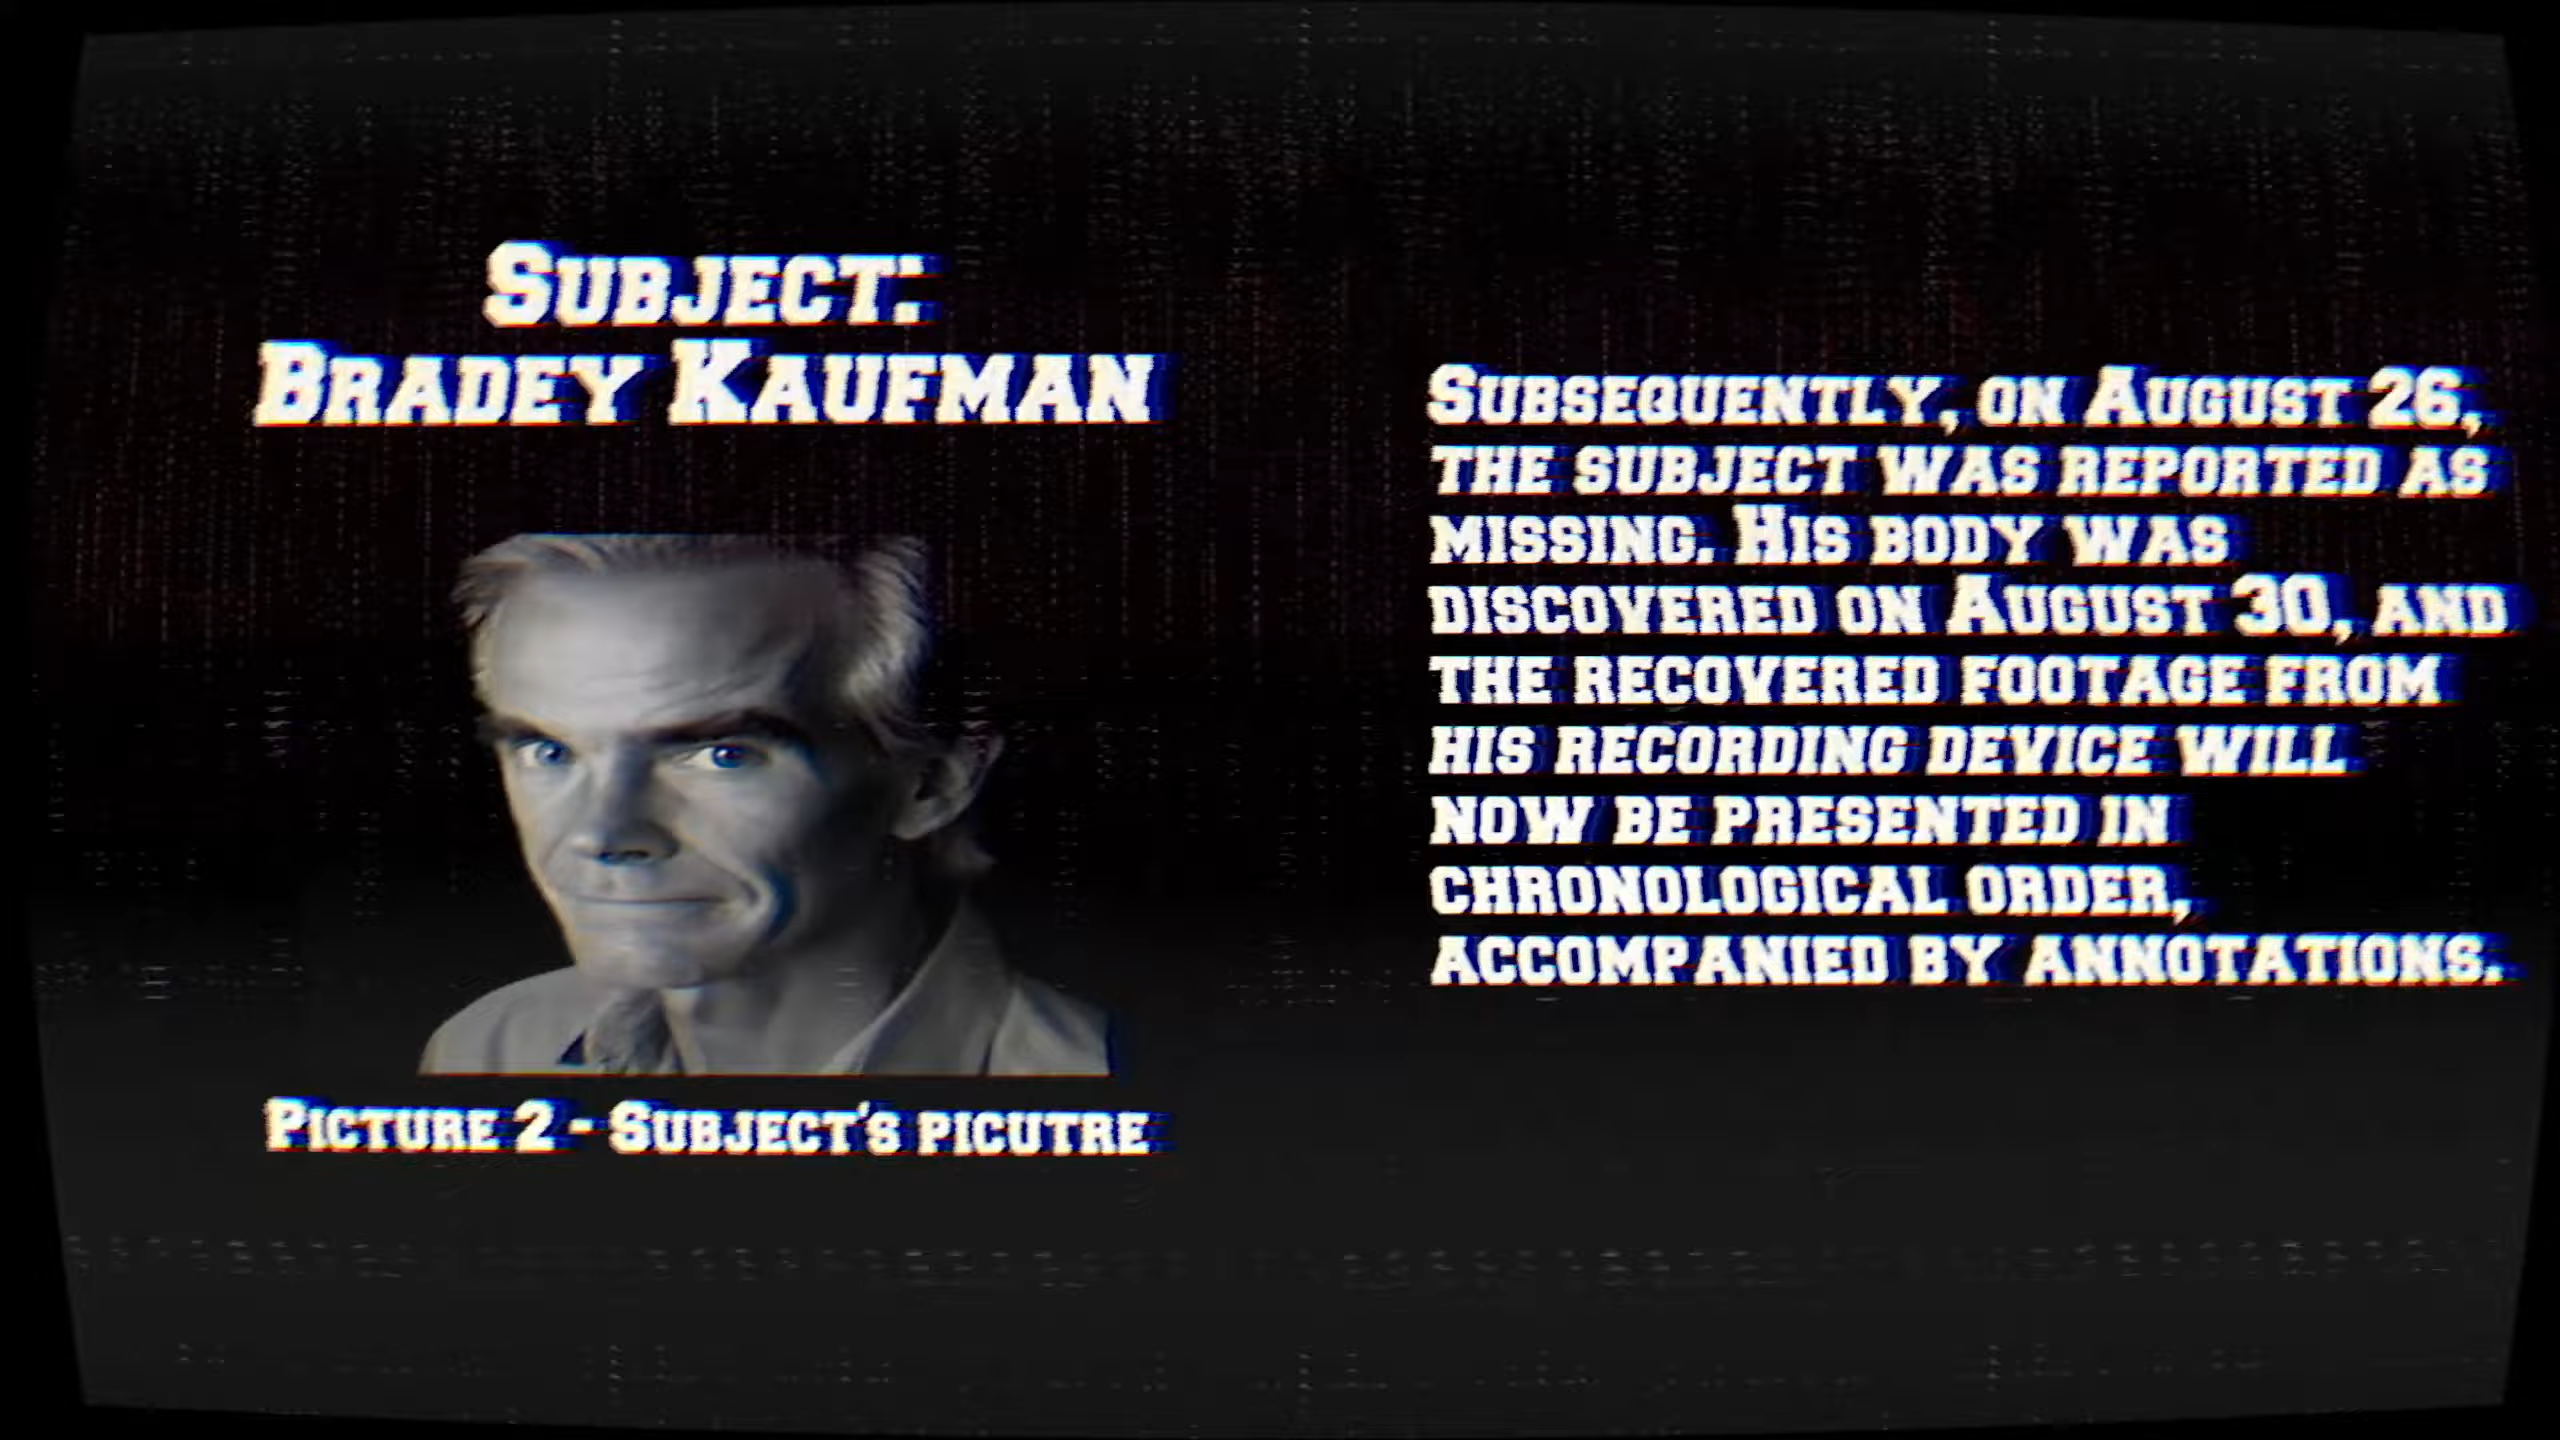 Subject:
Bradey Kaufman
Picture 2 - Subject's picutre
Subsequently, on August 26,
the subject was reported as
missing. His body was
discovered on August 30, and
the recovered footage from
his recording device will
now be presented in
chronological order,
accompanied by annotations.